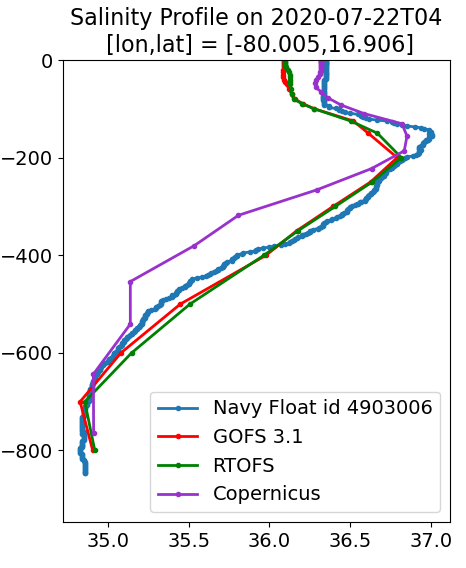 Salinity Profile on 2020-07-22T04
[lon,lat] = [-80.005,16.906]
0
−200
−400
−600
−800
Navy Float id 4903006
GOFS 3.1
RTOFS
Copernicus
35.0 35.5 36.0 36.5 37.0